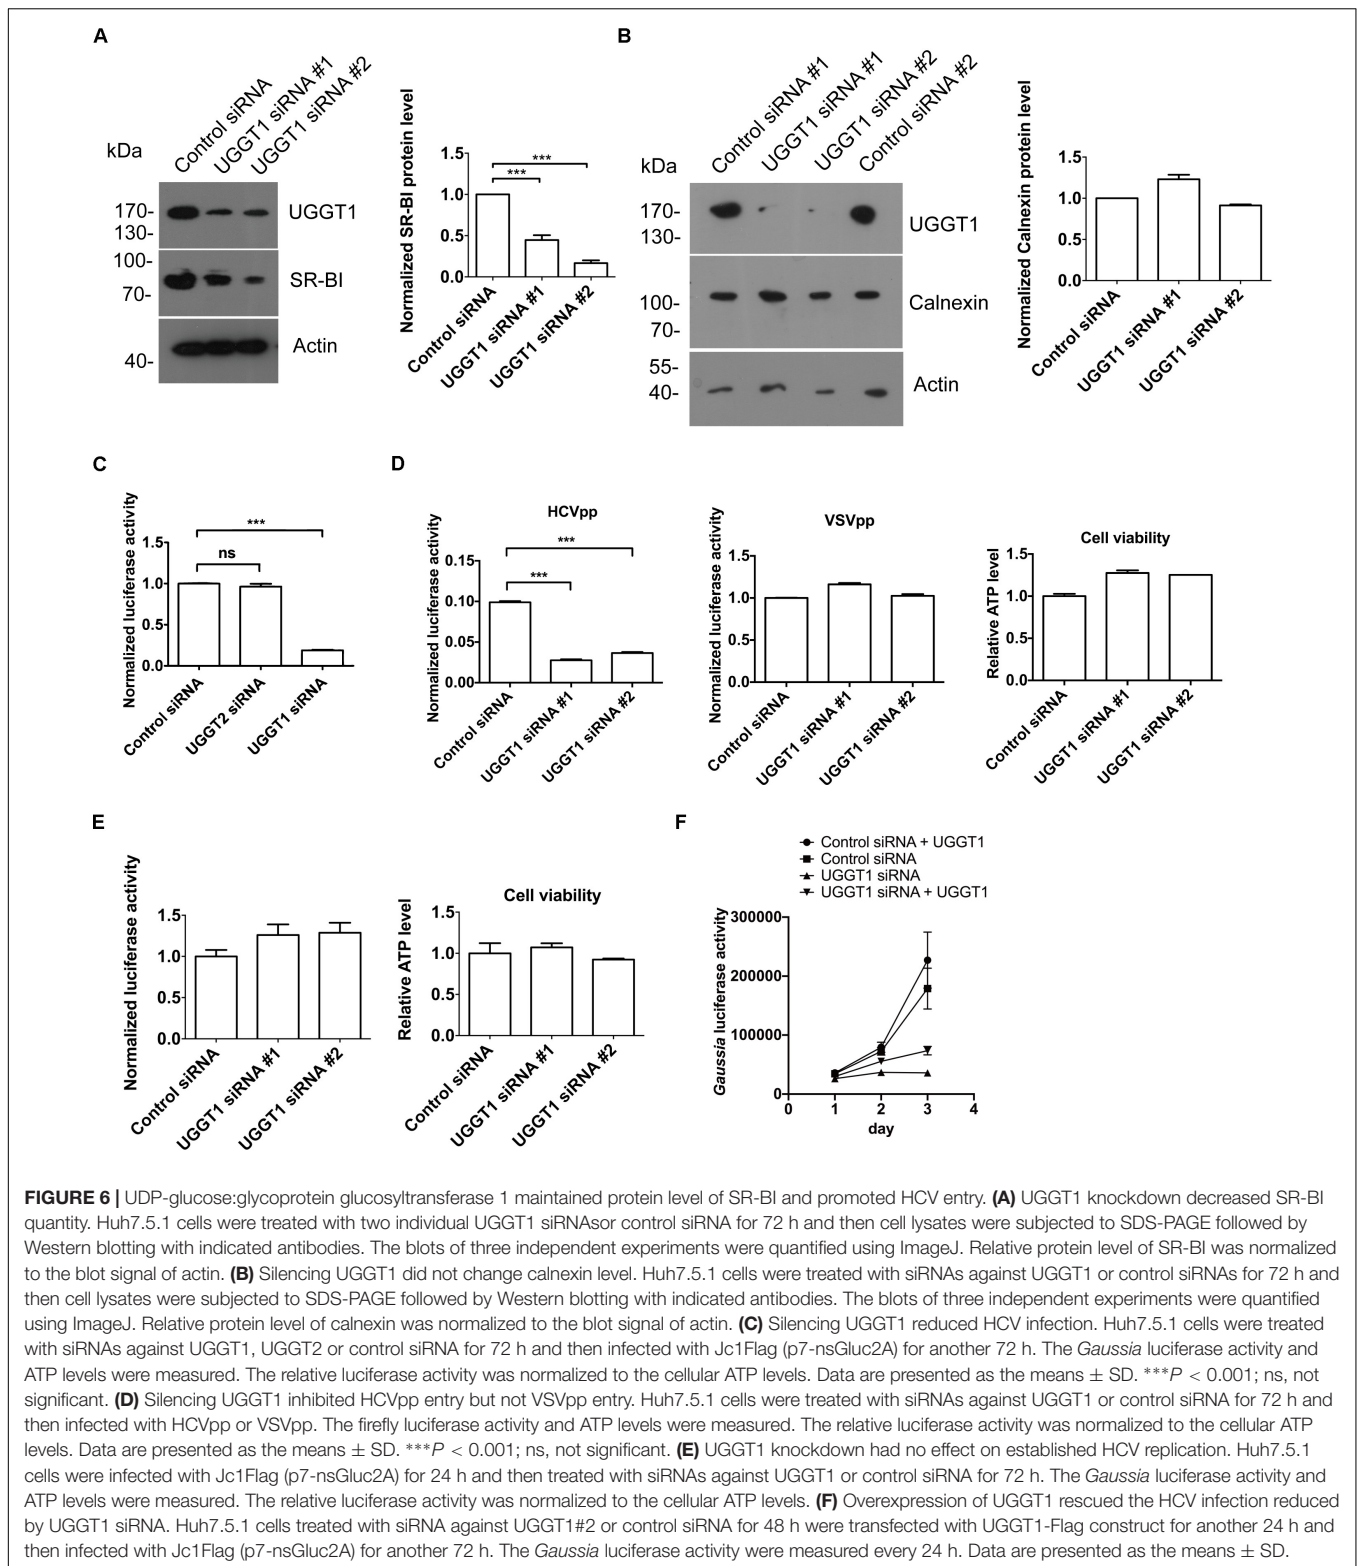 A
Control siRNA
UGGT1 siRNA #1
UGGT1 siRNA #2
kDa
170-
130-
100-
70-
40-
UGGT1
SR-BI
Actin
Normalized SR-BI protein level
1.5
1.0
0.5
0.0
***
***
Control siRNA
UGGT1 siRNA #1
UGGT1 siRNA #2
B
Control siRNA #1
UGGT1 siRNA #1
UGGT1 siRNA #2
Control siRNA #2
kDa
170-
130-
100-
70-
55-
40-
UGGT1
Calnexin
Actin
Normalized Calnexin protein level
1.5
1.0
0.5
0.0
Control siRNA
UGGT1 siRNA #1
UGGT1 siRNA #2
C
Normalized luciferase activity
1.5
1.0
0.5
0.0
***
ns
Control siRNA
UGGT2 siRNA
UGGT1 siRNA
D
HCVpp
Normalized luciferase activity
0.15
0.10
0.05
0.00
***
***
Control siRNA
UGGT1 siRNA #1
UGGT1 siRNA #2
VSVpp
Normalized luciferase activity
1.5
1.0
0.5
0.0
Control siRNA
UGGT1 siRNA #1
UGGT1 siRNA #2
Cell viability
Relative ATP level
1.5
1.0
0.5
0.0
Control siRNA
UGGT1 siRNA #1
UGGT1 siRNA #2
E
Normalized luciferase activity
1.5
1.0
0.5
0.0
Control siRNA
UGGT1 siRNA #1
UGGT1 siRNA #2
Cell viability
Relative ATP level
1.5
1.0
0.5
0.0
Control siRNA
UGGT1 siRNA #1
UGGT1 siRNA #2
F
Control siRNA + UGGT1
Control siRNA
UGGT1 siRNA
UGGT1 siRNA + UGGT1
Gaussia luciferase activity
300000
200000
100000
0
0 1 2 3 4
day
FIGURE 6 | UDP-glucose:glycoprotein glucosyltransferase 1 maintained protein level of SR-BI and promoted HCV entry. (A) UGGT1 knockdown decreased SR-BI
quantity. Huh7.5.1 cells were treated with two individual UGGT1 siRNAsor control siRNA for 72 h and then cell lysates were subjected to SDS-PAGE followed by
Western blotting with indicated antibodies. The blots of three independent experiments were quantified using ImageJ. Relative protein level of SR-BI was normalized
to the blot signal of actin. (B) Silencing UGGT1 did not change calnexin level. Huh7.5.1 cells were treated with siRNAs against UGGT1 or control siRNAs for 72 h and
then cell lysates were subjected to SDS-PAGE followed by Western blotting with indicated antibodies. The blots of three independent experiments were quantified
using ImageJ. Relative protein level of calnexin was normalized to the blot signal of actin. (C) Silencing UGGT1 reduced HCV infection. Huh7.5.1 cells were treated
with siRNAs against UGGT1, UGGT2 or control siRNA for 72 h and then infected with Jc1Flag (p7-nsGluc2A) for another 72 h. The Gaussia luciferase activity and
ATP levels were measured. The relative luciferase activity was normalized to the cellular ATP levels. Data are presented as the means ± SD. ***P < 0.001; ns, not
significant. (D) Silencing UGGT1 inhibited HCVpp entry but not VSVpp entry. Huh7.5.1 cells were treated with siRNAs against UGGT1 or control siRNA for 72 h and
then infected with HCVpp or VSVpp. The firefly luciferase activity and ATP levels were measured. The relative luciferase activity was normalized to the cellular ATP
levels. Data are presented as the means ± SD. ***P < 0.001; ns, not significant. (E) UGGT1 knockdown had no effect on established HCV replication. Huh7.5.1
cells were infected with Jc1Flag (p7-nsGluc2A) for 24 h and then treated with siRNAs against UGGT1 or control siRNA for 72 h. The Gaussia luciferase activity and
ATP levels were measured. The relative luciferase activity was normalized to the cellular ATP levels. (F) Overexpression of UGGT1 rescued the HCV infection reduced
by UGGT1 siRNA. Huh7.5.1 cells treated with siRNA against UGGT1#2 or control siRNA for 48 h were transfected with UGGT1-Flag construct for another 24 h and
then infected with Jc1Flag (p7-nsGluc2A) for another 72 h. The Gaussia luciferase activity were measured every 24 h. Data are presented as the means ± SD.